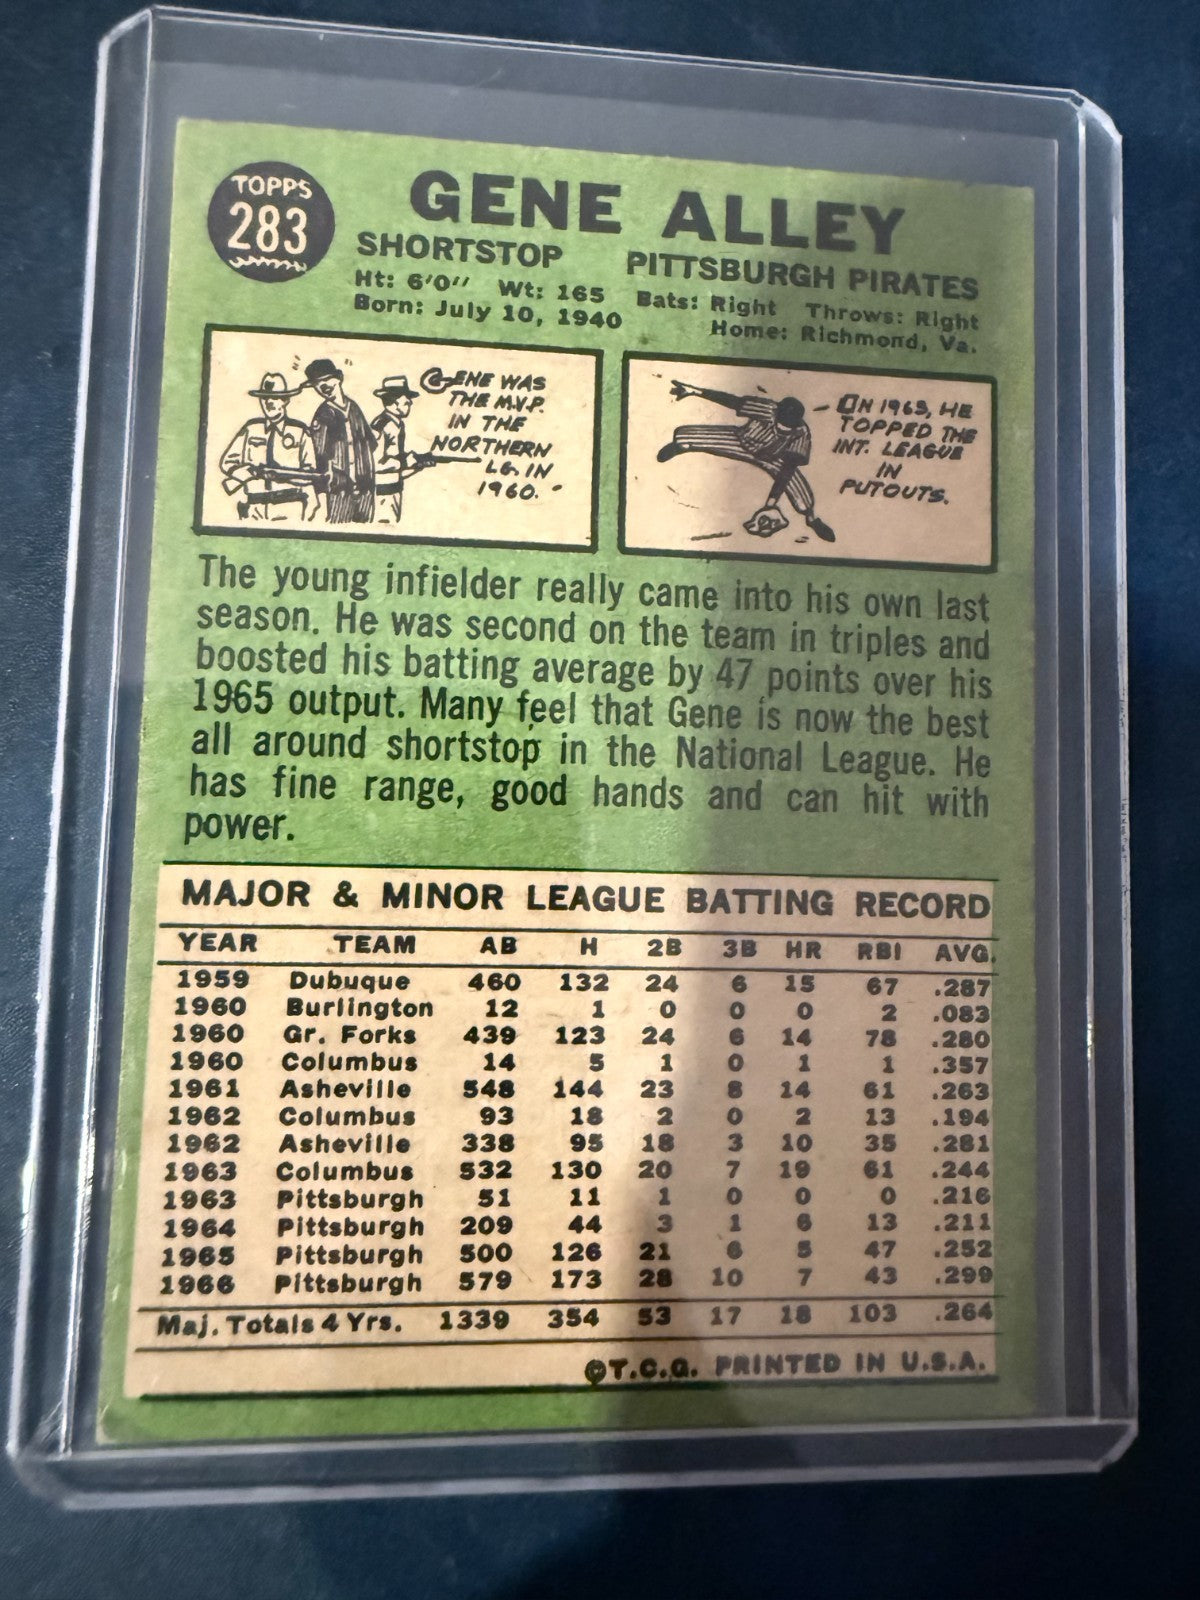 TOPPS
283
GENE ALLEY
SHORTSTOP PITTSBURGH PIRATES
Ht: 6'0" Wt: 165 Bats: Right Throws: Right
Born: July 10, 1940 Home: Richmond, Va.
GENE WAS
THE M.V.P.
IN THE
NORTHERN
LG. IN
1960.
IN 1963, HE
TOPPED THE
INT. LEAGUE
IN
PUTOUTS.
The young infielder really came into his own last
season. He was second on the team in triples and
boosted his batting average by 47 points over his
1965 output. Many feel that Gene is now the best
all around shortstop in the National League. He
has fine range, good hands and can hit with
power.
MAJOR & MINOR LEAGUE BATTING RECORD
YEAR TEAM AB H 2B 3B HR RBI AVG.
1959 Dubuque 460 132 24 6 15 67 .287
1960 Burlington 12 1 0 0 0 2 .083
1960 Gr. Forks 439 123 24 6 14 78 .280
1960 Columbus 14 5 1 0 1 1 .357
1961 Asheville 548 144 23 8 14 61 .263
1962 Columbus 93 18 2 0 2 13 .194
1962 Asheville 338 95 18 3 10 35 .281
1963 Columbus 532 130 20 7 19 61 .244
1963 Pittsburgh 51 11 1 0 0 0 .216
1964 Pittsburgh 209 44 3 1 6 13 .211
1965 Pittsburgh 500 126 21 6 5 47 .252
1966 Pittsburgh 579 173 28 10 7 43 .299
Maj. Totals 4 Yrs. 1339 354 53 17 18 103 .264
©T.C.G. PRINTED IN U.S.A.